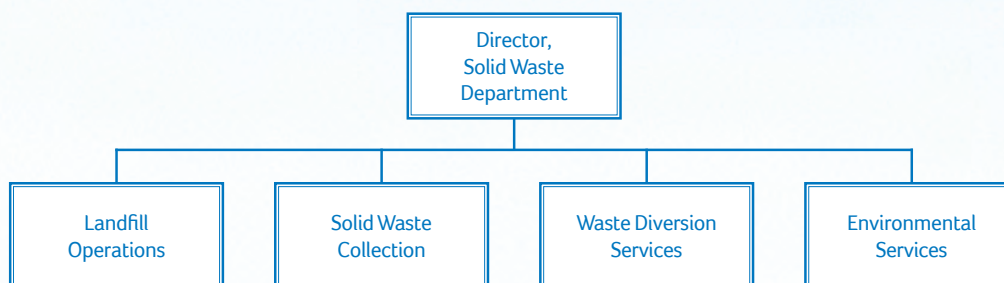 Director,
Solid Waste
Department
Landfill
Operations
Solid Waste
Collection
Waste Diversion
Services
Environmental
Services